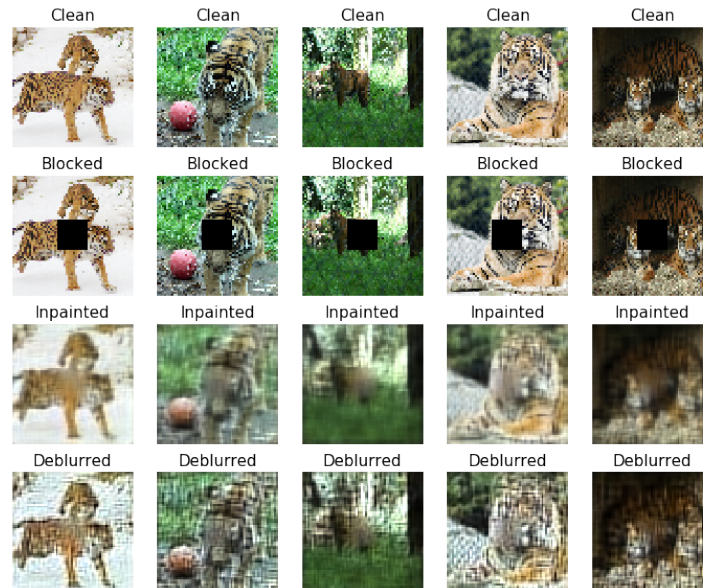 Clean Clean Clean Clean Clean
Blocked Blocked Blocked Blocked Blocked
Inpainted Inpainted Inpainted Inpainted Inpainted
Deblurred Deblurred Deblurred Deblurred Deblurred